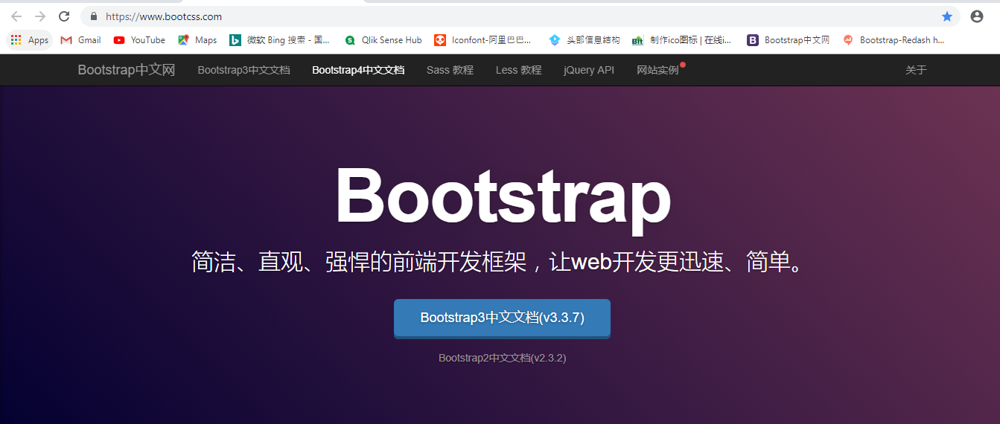 https://www.bootcss.com
Apps Gmail YouTube Maps 微软 Bing 搜索 - 国... Qlik Sense Hub Iconfont-阿里巴巴... 头部信息结构 制作ico图标 | 在线i... Bootstrap中文网 Bootstrap-Redash h...
Bootstrap中文网 Bootstrap3中文文档 Bootstrap4中文文档 Sass 教程 Less 教程 jQuery API 网站实例 关于
Bootstrap
简洁、直观、强悍的前端开发框架，让web开发更迅速、简单。
Bootstrap3中文文档(v3.3.7)
Bootstrap2中文文档(v2.3.2)